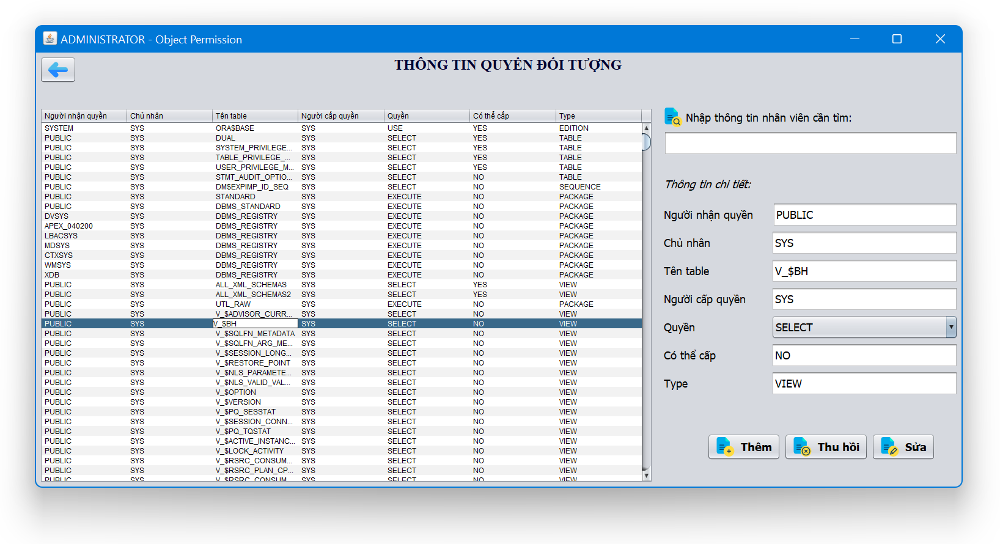 ADMINISTRATOR - Object Permission
THÔNG TIN QUYỀN ĐỐI TƯỢNG
Người nhận quyền Chủ nhân Tên table Người cấp quyền Quyền Có thể cấp Type
SYSTEM SYS ORA$BASE SYS USE YES EDITION
PUBLIC SYS DUAL SYS SELECT YES TABLE
PUBLIC SYS SYSTEM_PRIVILEGE... SYS SELECT YES TABLE
PUBLIC SYS TABLE_PRIVILEGE_... SYS SELECT YES TABLE
PUBLIC SYS USER_PRIVILEGE_M... SYS SELECT YES TABLE
PUBLIC SYS STMT_AUDIT_OPTIO... SYS SELECT NO TABLE
PUBLIC SYS DM$EXPIMP_ID_SEQ SYS SELECT NO SEQUENCE
PUBLIC SYS STANDARD SYS EXECUTE NO PACKAGE
PUBLIC SYS DBMS_STANDARD SYS EXECUTE NO PACKAGE
DVSYS SYS DBMS_REGISTRY SYS EXECUTE NO PACKAGE
APEX_040200 SYS DBMS_REGISTRY SYS EXECUTE NO PACKAGE
LBACSYS SYS DBMS_REGISTRY SYS EXECUTE NO PACKAGE
MDSYS SYS DBMS_REGISTRY SYS EXECUTE NO PACKAGE
CTXSYS SYS DBMS_REGISTRY SYS EXECUTE NO PACKAGE
WMSYS SYS DBMS_REGISTRY SYS EXECUTE NO PACKAGE
XDB SYS DBMS_REGISTRY SYS EXECUTE NO PACKAGE
PUBLIC SYS ALL_XML_SCHEMAS SYS SELECT YES VIEW
PUBLIC SYS ALL_XML_SCHEMAS2 SYS SELECT YES VIEW
PUBLIC SYS UTL_RAW SYS EXECUTE NO PACKAGE
PUBLIC SYS V_$ADVISOR_CURR... SYS SELECT NO VIEW
PUBLIC SYS V_$BH SYS SELECT NO VIEW
PUBLIC SYS V_$SQLFN_METADATA SYS SELECT NO VIEW
PUBLIC SYS V_$SQLFN_ARG_ME... SYS SELECT NO VIEW
PUBLIC SYS V_$SESSION_LONG... SYS SELECT NO VIEW
PUBLIC SYS V_$RESTORE_POINT SYS SELECT NO VIEW
PUBLIC SYS V_$NLS_PARAMETE... SYS SELECT NO VIEW
PUBLIC SYS V_$NLS_VALID_VAL... SYS SELECT NO VIEW
PUBLIC SYS V_$OPTION SYS SELECT NO VIEW
PUBLIC SYS V_$VERSION SYS SELECT NO VIEW
PUBLIC SYS V_$PQ_SESSTAT SYS SELECT NO VIEW
PUBLIC SYS V_$SESSION_CONN... SYS SELECT NO VIEW
PUBLIC SYS V_$PQ_TQSTAT SYS SELECT NO VIEW
PUBLIC SYS V_$ACTIVE_INSTANC... SYS SELECT NO VIEW
PUBLIC SYS V_$LOCK_ACTIVITY SYS SELECT NO VIEW
PUBLIC SYS V_$RSRC_CONSUM... SYS SELECT NO VIEW
PUBLIC SYS V_$RSRC_PLAN_CP... SYS SELECT NO VIEW
PUBLIC SYS V_$RSRC_CONSUM... SYS SELECT NO VIEW
Nhập thông tin nhân viên cần tìm:
Thông tin chi tiết:
Người nhận quyền PUBLIC
Chủ nhân SYS
Tên table V_$BH
Người cấp quyền SYS
Quyền SELECT
Có thể cấp NO
Type VIEW
Thêm Thu hồi Sửa